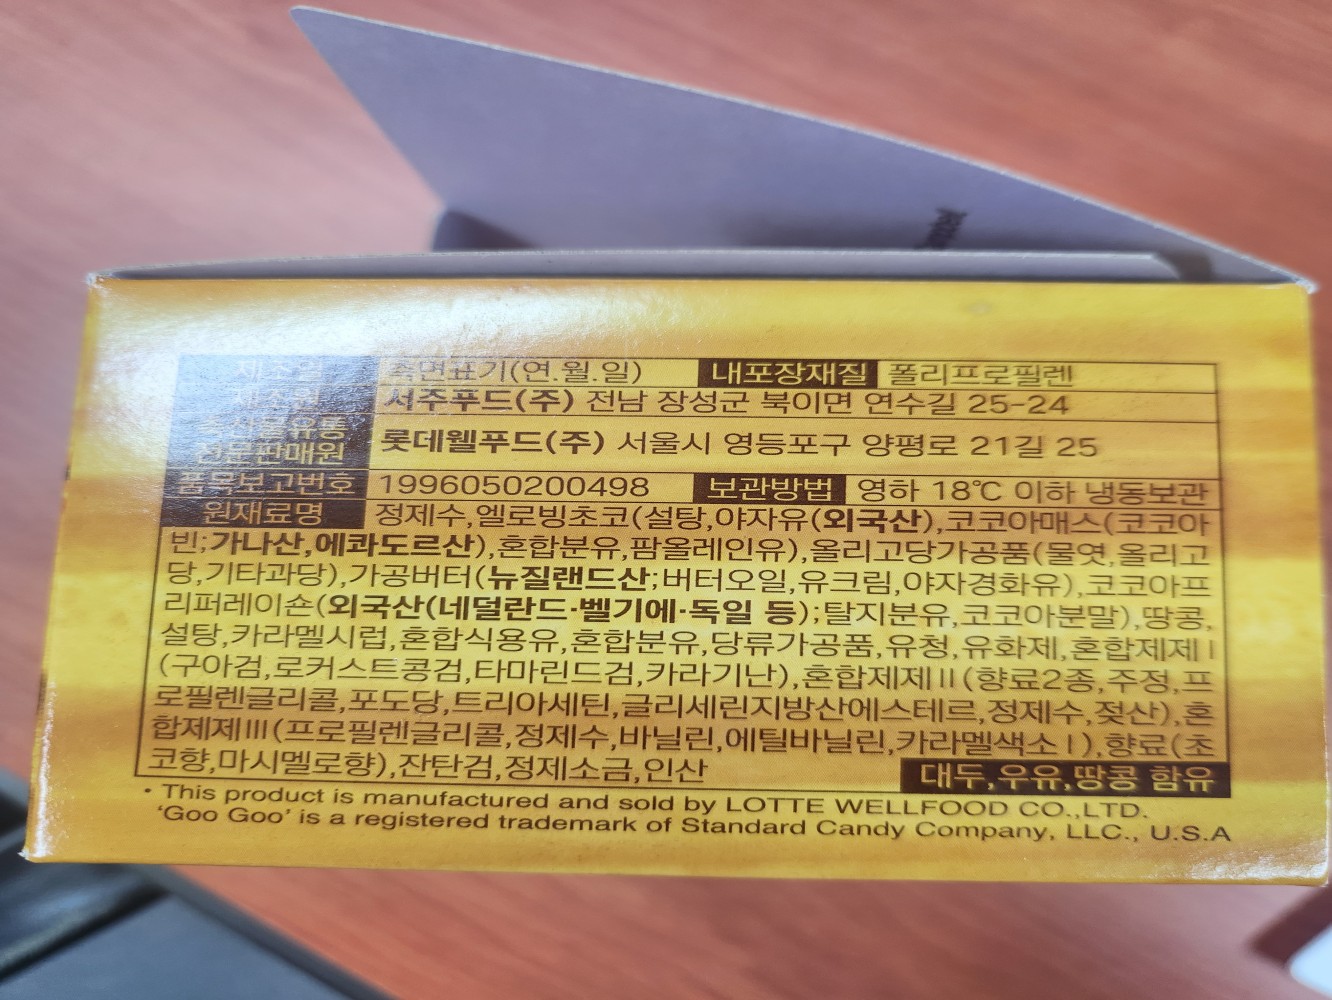 제조일 측면표기(연.월.일) 내포장재질 폴리프로필렌
제조원 서주푸드(주) 전남 장성군 북이면 연수길 25-24
축산물유통
전문판매원 롯데웰푸드(주) 서울시 영등포구 양평로 21길 25
품목보고번호 1996050200498 보관방법 영하 18℃ 이하 냉동보관
원재료명 정제수,옐로빙초코(설탕,야자유(외국산),코코아매스(코코아
빈;가나산,에콰도르산),혼합분유,팜올레인유),올리고당가공품(물엿,올리고
당,기타과당),가공버터(뉴질랜드산;버터오일,유크림,야자경화유),코코아프
리퍼레이션(외국산(네덜란드·벨기에·독일 등);탈지분유,코코아분말),땅콩,
설탕,카라멜시럽,혼합식용유,혼합분유,당류가공품,유청,유화제,혼합제제Ⅰ
(구아검,로커스트콩검,타마린드검,카라기난),혼합제제Ⅱ(향료2종,주정,프
로필렌글리콜,포도당,트리아세틴,글리세린지방산에스테르,정제수,젖산),혼
합제제Ⅲ(프로필렌글리콜,정제수,바닐린,에틸바닐린,카라멜색소Ⅰ),향료(초
코향,마시멜로향),잔탄검,정제소금,인산 대두,우유,땅콩 함유
• This product is manufactured and sold by LOTTE WELLFOOD CO.,LTD.
'Goo Goo' is a registered trademark of Standard Candy Company, LLC., U.S.A